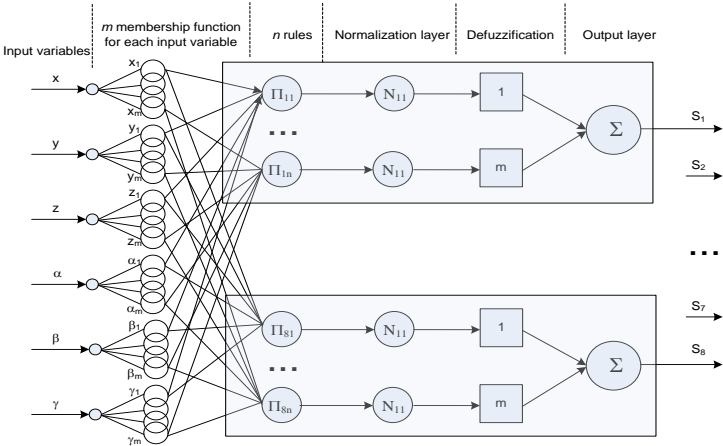 m membership function
for each input variable
n rules
Normalization layer
Defuzzification
Output layer
Input variables
x
x1
xm
y
y1
ym
z
z1
zm
α
α1
αm
β
β1
βm
γ
γ1
γm
Π11
N11
1
Σ
S1
...
Π1n
N11
m
S2
...
Π81
N11
1
Σ
S7
S8
...
Π8n
N11
m